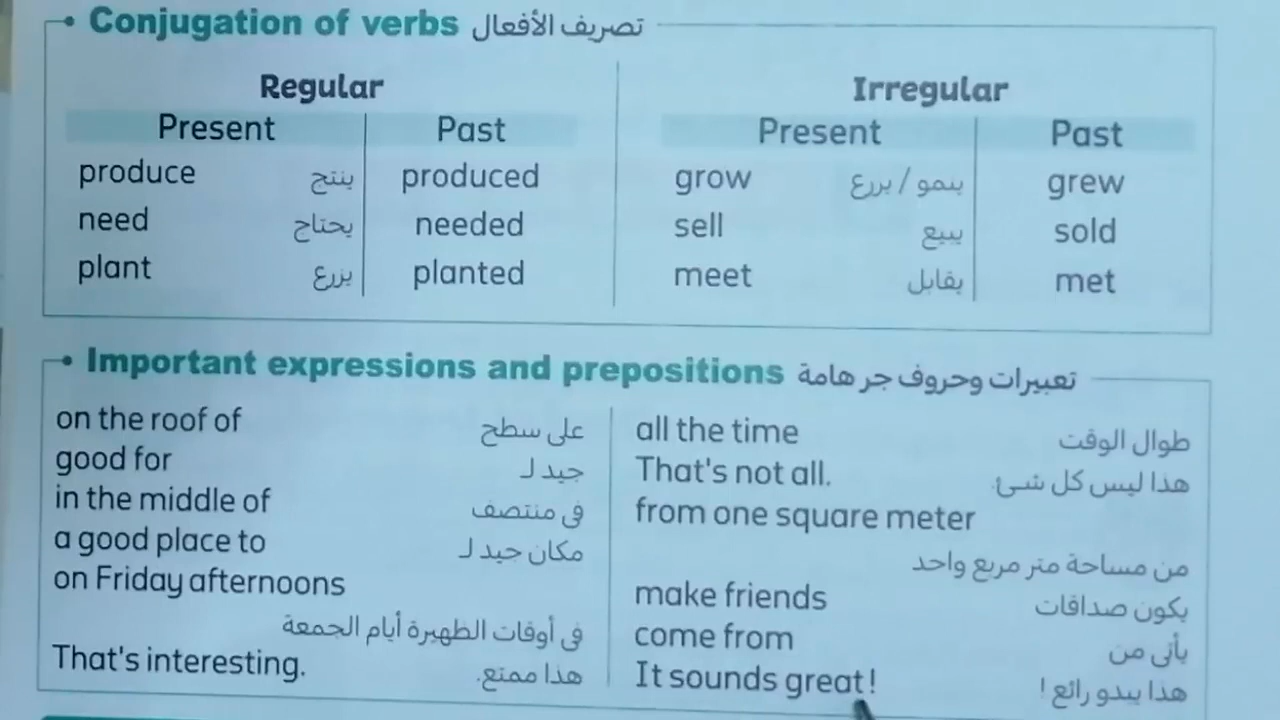 • Conjugation of verbs تصريف الأفعال
Regular
Present Past
produce ينتج produced
need يحتاج needed
plant يزرع planted
Irregular
Present Past
grow ينمو / يزرع grew
sell يبيع sold
meet يقابل met
• Important expressions and prepositions تعبيرات وحروف جر هامة
on the roof of على سطح
good for جيد لـ
in the middle of فى منتصف
a good place to مكان جيد لـ
on Friday afternoons
فى أوقات الظهيرة أيام الجمعة
That's interesting. هذا ممتع.
all the time طوال الوقت
That's not all. هذا ليس كل شئ.
from one square meter
من مساحة متر مربع واحد
make friends يكون صداقات
come from يأتى من
It sounds great! هذا يبدو رائع !